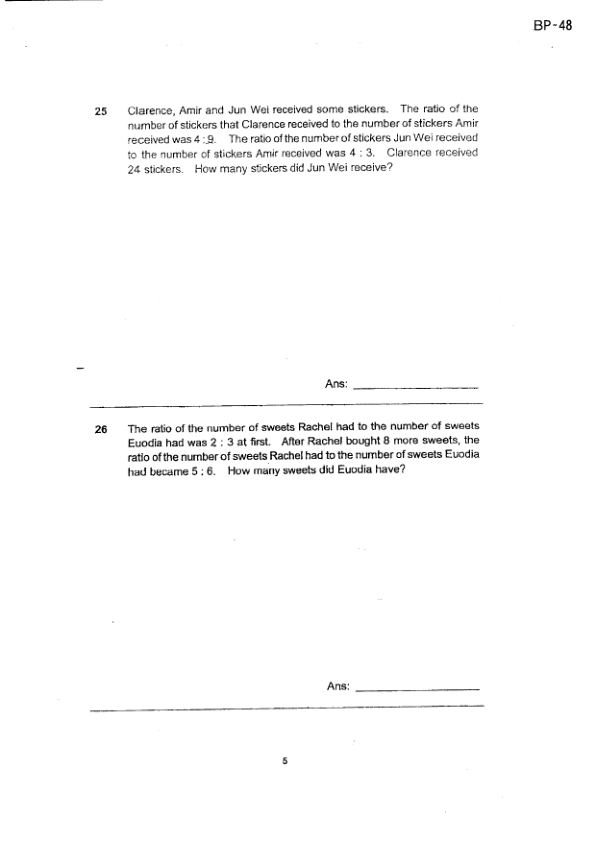 BP-48
25 Clarence, Amir and Jun Wei received some stickers. The ratio of the
number of stickers that Clarence received to the number of stickers Amir
received was 4 : 9. The ratio of the number of stickers Jun Wei received
to the number of stickers Amir received was 4 : 3. Clarence received
24 stickers. How many stickers did Jun Wei receive?
Ans:
26 The ratio of the number of sweets Rachel had to the number of sweets
Euodia had was 2 : 3 at first. After Rachel bought 8 more sweets, the
ratio of the number of sweets Rachel had to the number of sweets Euodia
had became 5 : 6. How many sweets did Euodia have?
Ans:
5